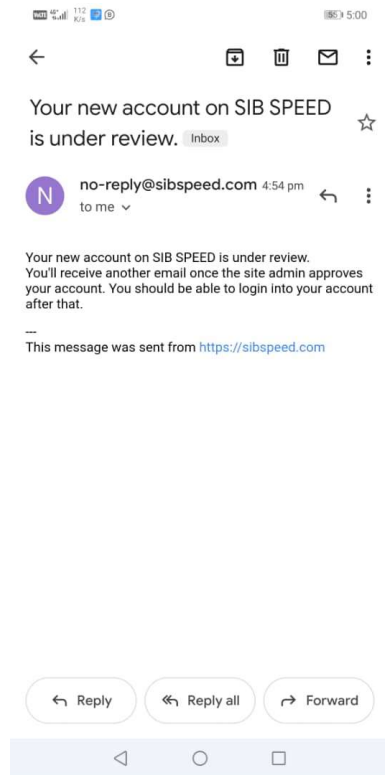 VoLTE 4G 112 K/s
55 5:00
Your new account on SIB SPEED
is under review. Inbox
N
no-reply@sibspeed.com 4:54 pm
to me
Your new account on SIB SPEED is under review.
You'll receive another email once the site admin approves
your account. You should be able to login into your account
after that.
---
This message was sent from https://sibspeed.com
Reply
Reply all
Forward